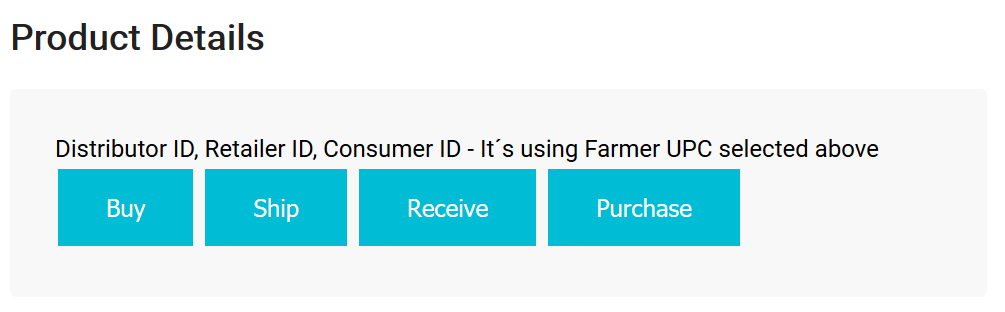 Product Details
Distributor ID, Retailer ID, Consumer ID - It´s using Farmer UPC selected above
Buy Ship Receive Purchase